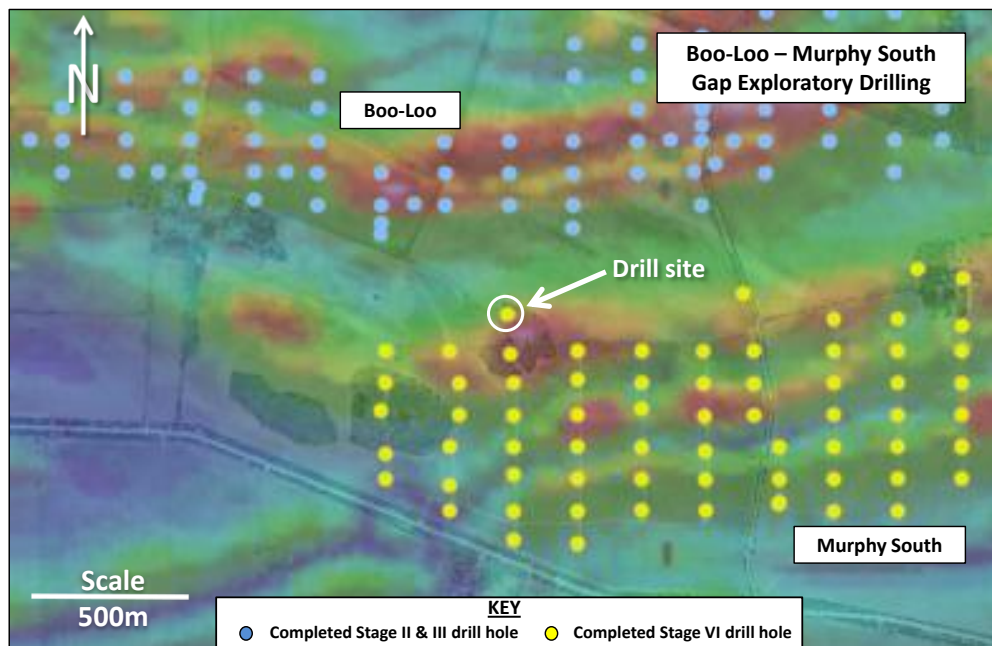 N
Boo-Loo – Murphy South
Gap Exploratory Drilling
Boo-Loo
Drill site
Murphy South
Scale
500m
KEY
Completed Stage II & III drill hole
Completed Stage VI drill hole